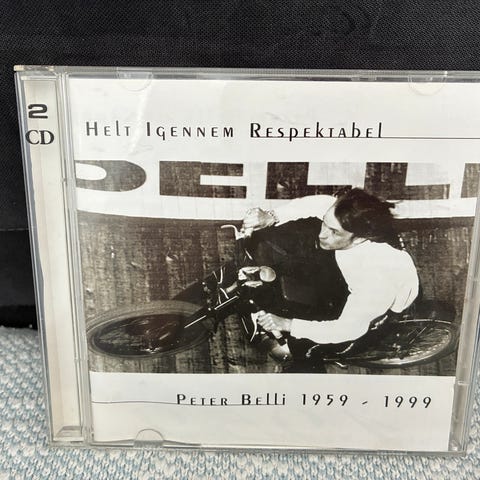 2
CD
Helt Igennem Respektabel
BELLI
Peter Belli 1959 - 1999